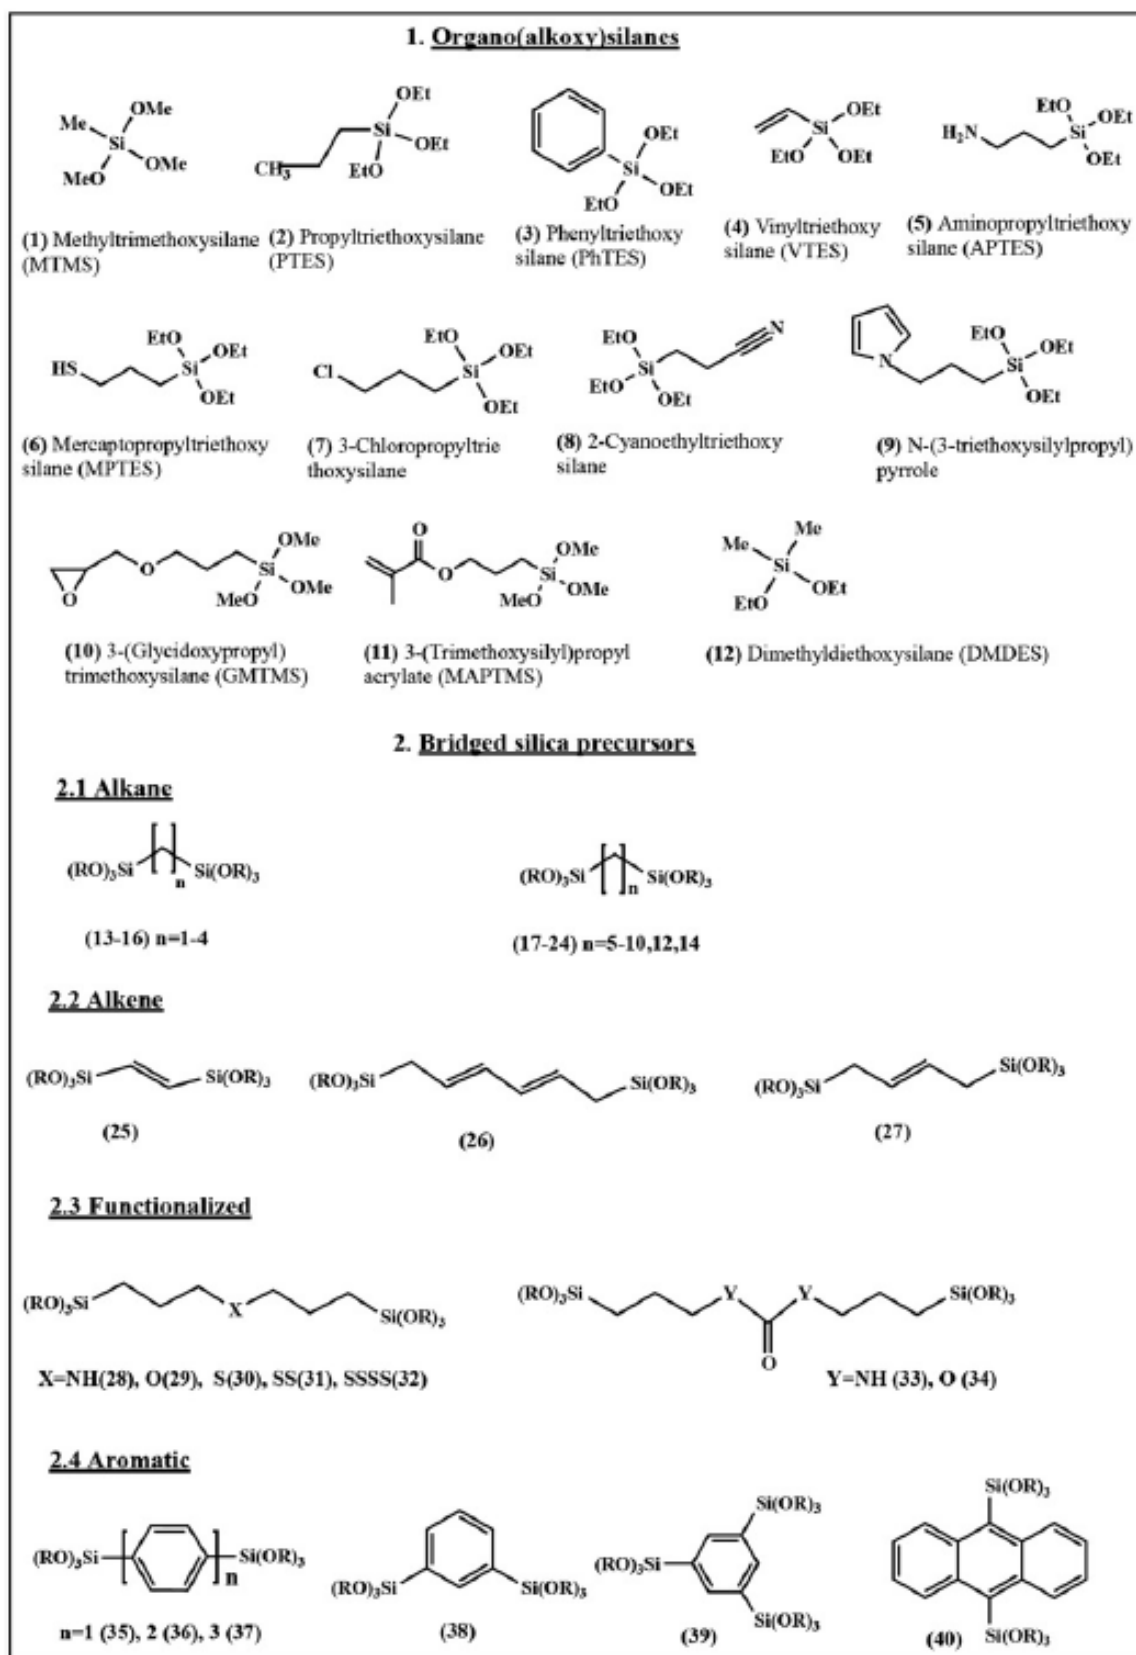 1. Organo(alkoxy)silanes
Me OMe Si OMe MeO
OEt Si OEt EtO CH3
OEt Si OEt EtO
OEt Si EtO OEt
EtO OEt H2N Si OEt
(1) Methyltrimethoxysilane
(MTMS)
(2) Propyltriethoxysilane
(PTES)
(3) Phenyltriethoxy
silane (PhTES)
(4) Vinyltriethoxy
silane (VTES)
(5) Aminopropyltriethoxy
silane (APTES)
EtO OEt HS Si OEt
EtO OEt Cl Si OEt
EtO N Si EtO OEt
EtO OEt N Si OEt
(6) Mercaptopropyltriethoxy
silane (MPTES)
(7) 3-Chloropropyltrie
thoxysilane
(8) 2-Cyanoethyltriethoxy
silane
(9) N-(3-triethoxysilylpropyl)
pyrrole
O O Si OMe OMe MeO
O O Si OMe OMe MeO
Me Me Si OEt EtO
(10) 3-(Glycidoxypropyl)
trimethoxysilane (GMTMS)
(11) 3-(Trimethoxysilyl)propyl
acrylate (MAPTMS)
(12) Dimethyldiethoxysilane (DMDES)
2. Bridged silica precursors
2.1 Alkane
(RO)3Si n Si(OR)3
(RO)3Si n Si(OR)3
(13-16) n=1-4
(17-24) n=5-10,12,14
2.2 Alkene
(RO)3Si Si(OR)3
(RO)3Si Si(OR)3
(RO)3Si Si(OR)3
(25)
(26)
(27)
2.3 Functionalized
(RO)3Si X Si(OR)3
(RO)3Si Y Y O Si(OR)3
X=NH(28), O(29), S(30), SS(31), SSSS(32)
Y=NH (33), O (34)
2.4 Aromatic
(RO)3Si n Si(OR)3
(RO)3Si Si(OR)3
Si(OR)3 (RO)3Si Si(OR)3
Si(OR)3 Si(OR)3
n=1 (35), 2 (36), 3 (37)
(38)
(39)
(40)